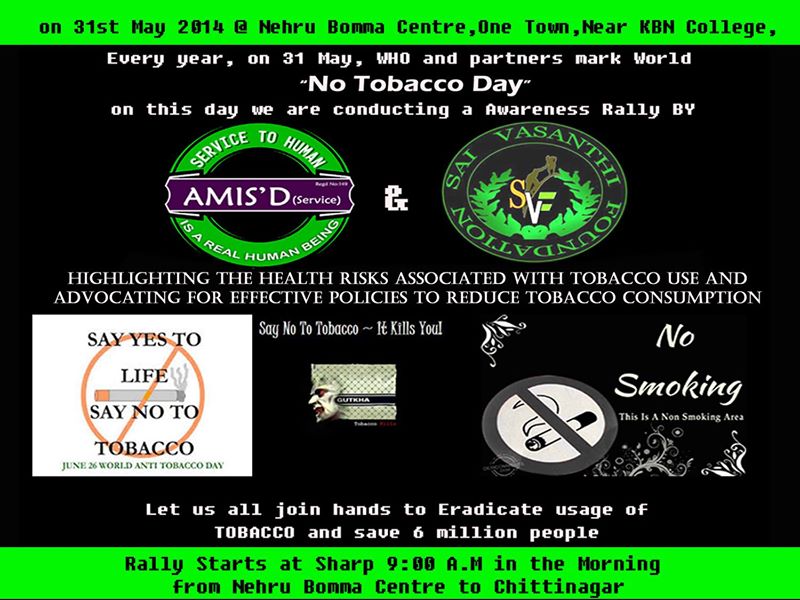 on 31st May 2014 @ Nehru Bomma Centre,One Town,Near KBN College,
Every year, on 31 May, WHO and partners mark World
"No Tobacco Day"
on this day we are conducting a Awareness Rally BY
SERVICE TO HUMAN
Regd No:149
AMIS'D (Service)
IS A REAL HUMAN BEING
&
SAI VASANTHI FOUNDATION
SVF
HIGHLIGHTING THE HEALTH RISKS ASSOCIATED WITH TOBACCO USE AND
ADVOCATING FOR EFFECTIVE POLICIES TO REDUCE TOBACCO CONSUMPTION
SAY YES TO
LIFE
SAY NO TO
TOBACCO
JUNE 26 WORLD ANTI TOBACCO DAY
Say No To Tobacco ~ It Kills You!
GUTKHA
Tobacco Kills
No
Smoking
This Is A Non Smoking Area
Let us all join hands to Eradicate usage of
TOBACCO and save 6 million people
Rally Starts at Sharp 9:00 A.M in the Morning
from Nehru Bomma Centre to Chittinagar